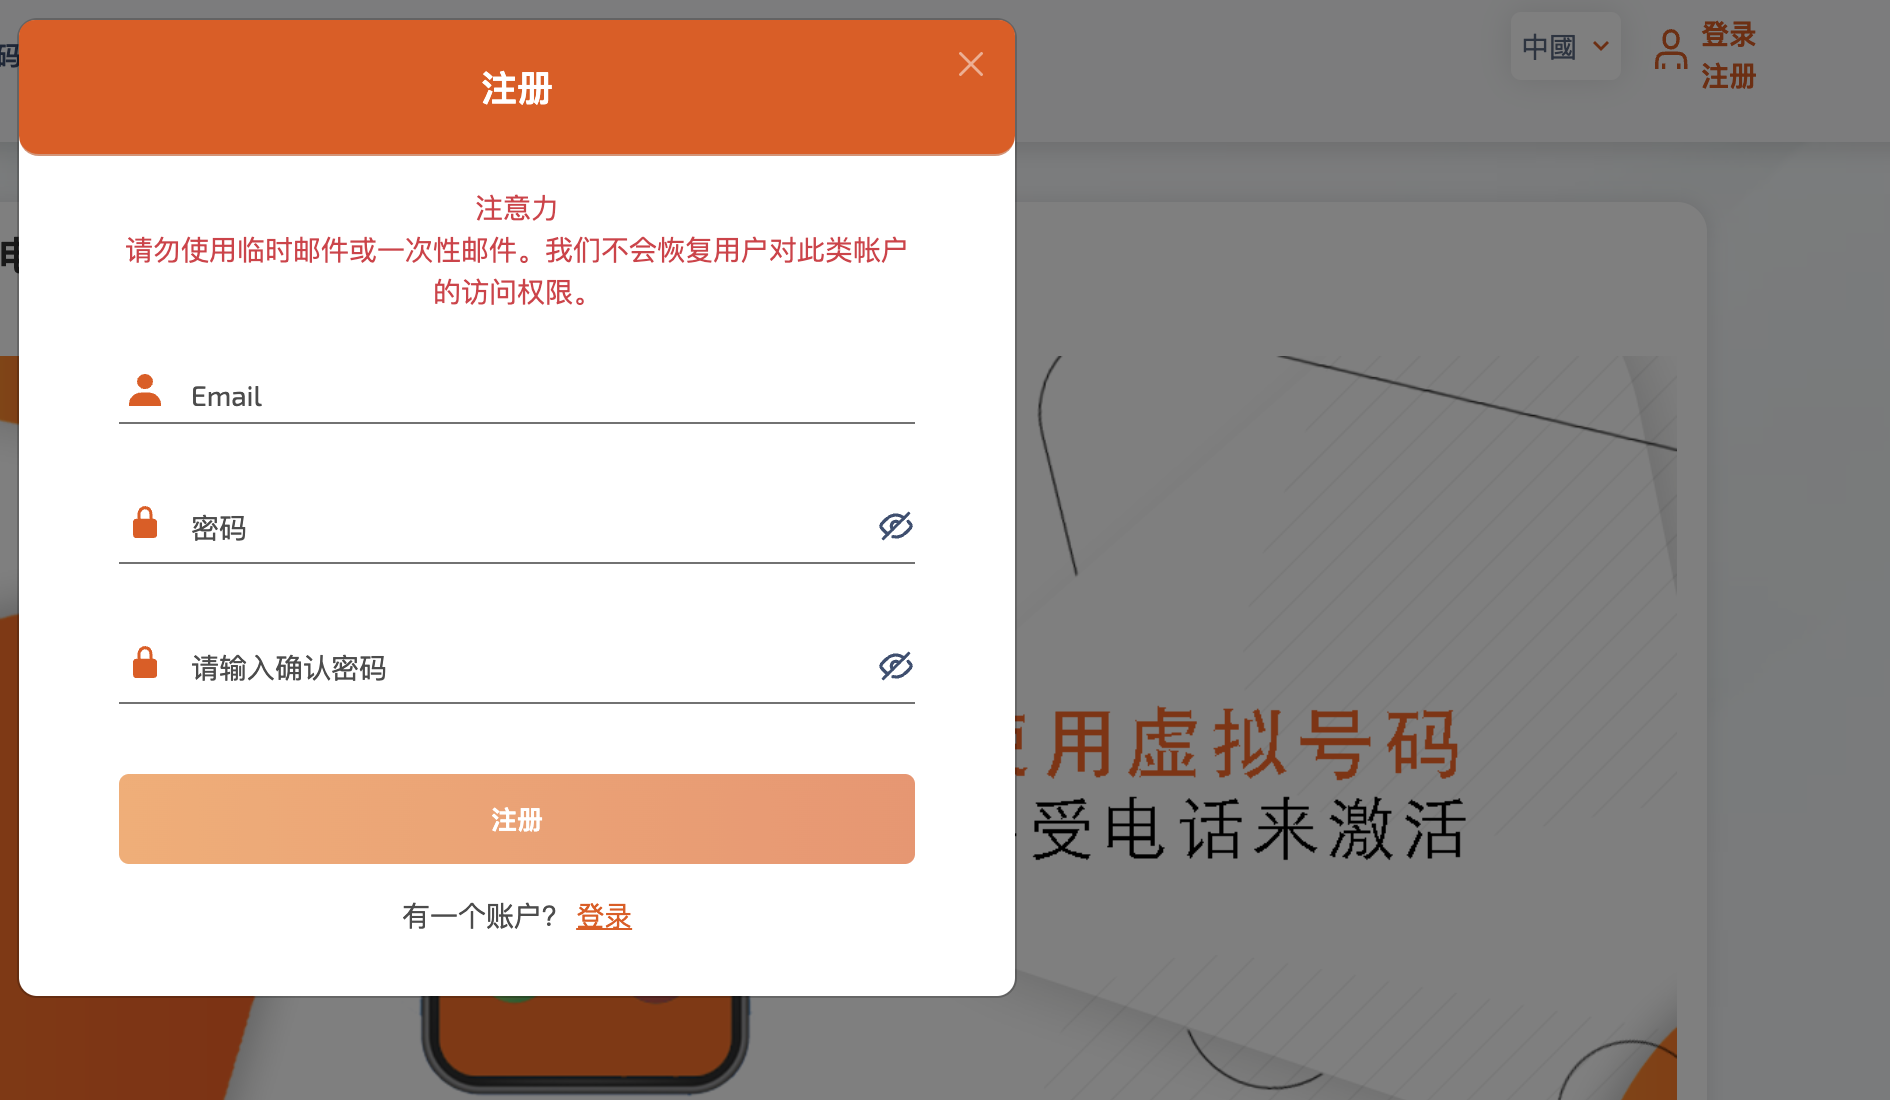 码
中國
登录
注册
注册
注意力
请勿使用临时邮件或一次性邮件。我们不会恢复用户对此类帐户
的访问权限。
Email
密码
请输入确认密码
注册
有一个账户? 登录
电
使用虚拟号码
受电话来激活